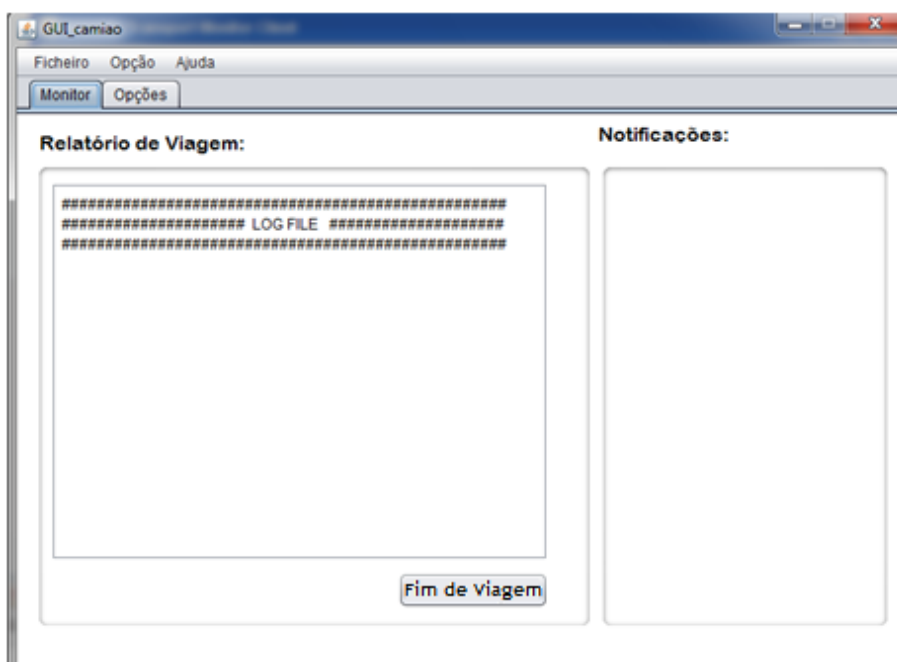 GUI_camiao
Ficheiro Opção Ajuda
Monitor Opções
Relatório de Viagem:
Notificações:
###################################################
##################### LOG FILE ####################
###################################################
Fim de Viagem